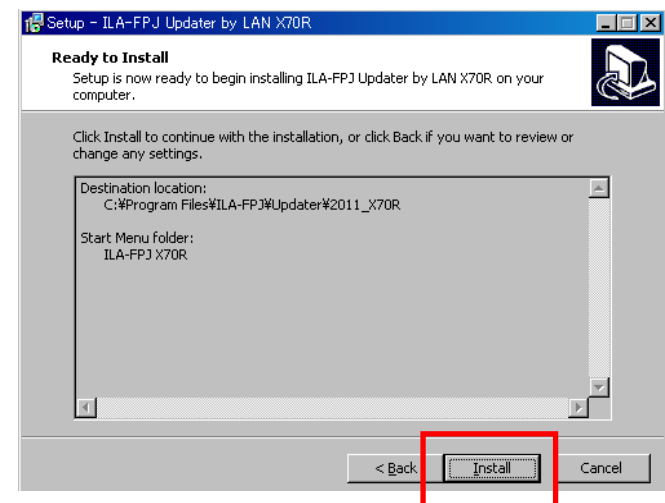 Setup - ILA-FPJ Updater by LAN X70R
Ready to Install
Setup is now ready to begin installing ILA-FPJ Updater by LAN X70R on your
computer.
Click Install to continue with the installation, or click Back if you want to review or
change any settings.
Destination location:
C:¥Program Files¥ILA-FPJ¥Updater¥2011_X70R
Start Menu folder:
ILA-FPJ X70R
< Back
Install
Cancel